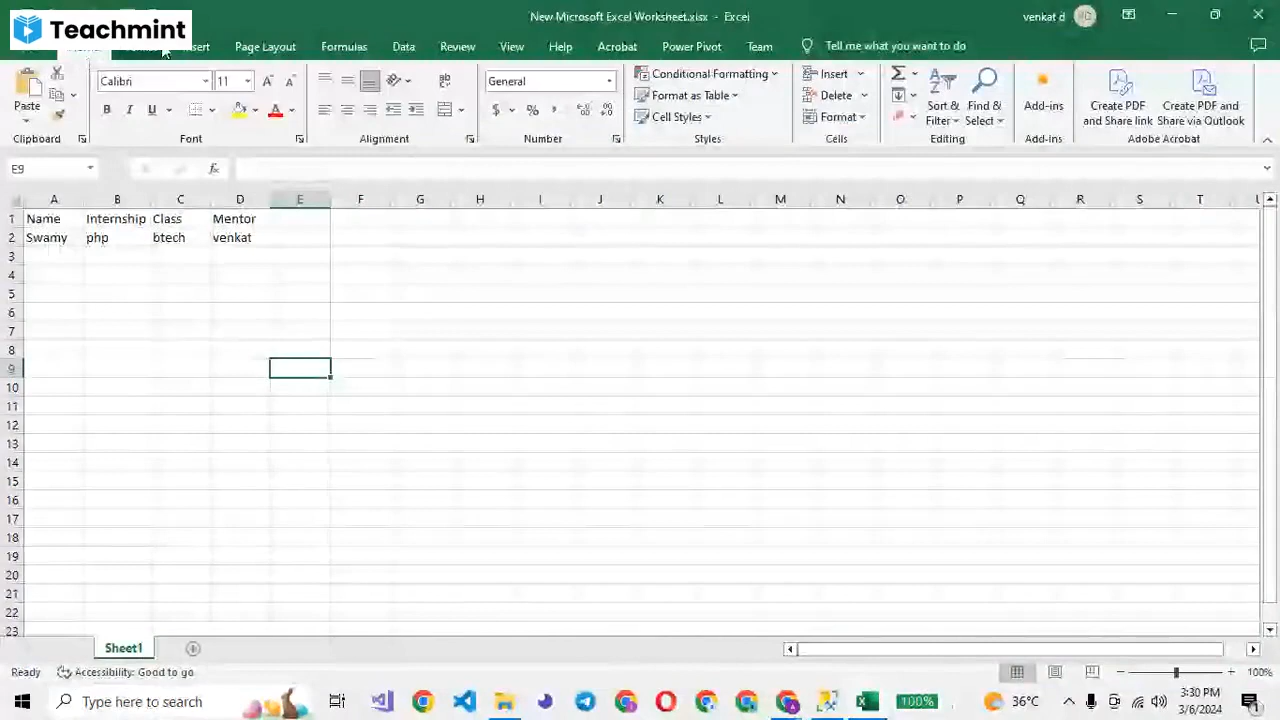 Teachmint
New Microsoft Excel Worksheet.xlsx - Excel
venkat d
Insert Page Layout Formulas Data Review View Help Acrobat Power Pivot Team what you want to do
Calibri 11 General Conditional Formatting Insert
Paste Format as Table Delete Sort & Filter Find & Select Add-ins Create PDF and Share link Create PDF and Share via Outlook
Cell Styles Format
Clipboard Font Alignment Number Styles Cells Editing Add-ins Adobe Acrobat
E9 fx
A B C D E F G H I J K L M N O P Q R S T U
1 Name Internship Class Mentor
2 Swamy php btech venkat
3
4
5
6
7
8
9
10
11
12
13
14
15
16
17
18
19
20
21
22
23
Sheet1
Ready Accessibility: Good to go 100%
Type here to search 100% 36°C 3:30 PM
3/6/2024